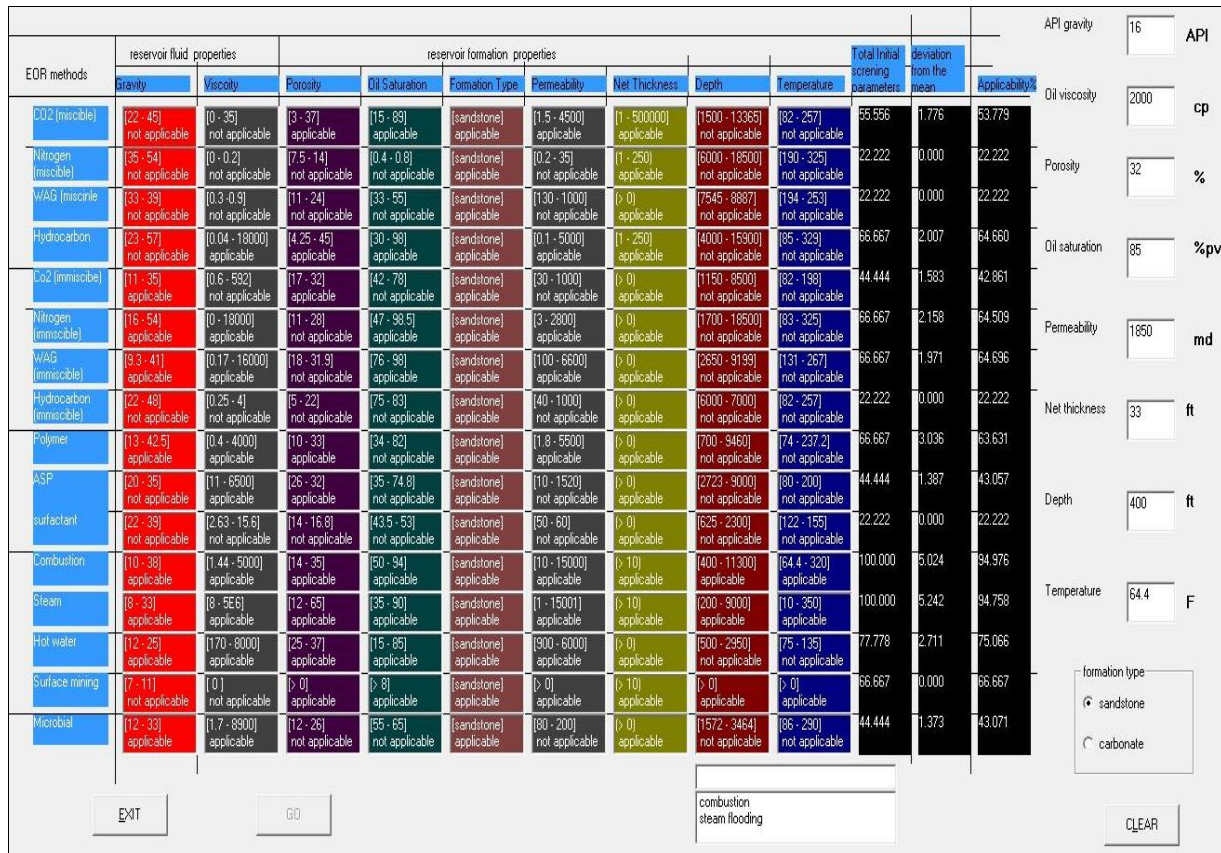 reservoir fluid properties
reservoir formation properties
EOR methods
Gravity Viscoity Porosity Oil Saturation Formation Type Permeability Net Thickness Depth Temperature Total Initial screning parameters deviation from the mean Applicability%
CO2 (miscible) [22 - 45] [0 - 35] [3 - 37] [15 - 89] [sandstone] [1.5 - 4500] [1 - 500000] [1500 - 13365] [82 - 257] 55.556 1.776 53.779
not applicable not applicable applicable applicable applicable applicable applicable not applicable not applicable
Nitrogen (miscible) [35 - 54] [0 - 0.2] [7.5 - 14] [0.4 - 0.8] [sandstone] [0.2 - 35] [1 - 250] [6000 - 18500] [190 - 325] 22.222 0.000 22.222
not applicable not applicable not applicable not applicable applicable not applicable applicable not applicable not applicable
WAG (miscinle [33 - 39] [0.3 -0.9] [11 - 24] [33 - 55] [sandstone] [130 - 1000] (> 0) [7545 - 8887] [194 - 253] 22.222 0.000 22.222
not applicable not applicable not applicable not applicable applicable not applicable applicable not applicable not applicable
Hydrocarbon [23 - 57] [0.04 - 18000] [4.25 - 45] [30 - 98] [sandstone] [0.1 - 5000] [1 - 250] [4000 - 15900] [85 - 329] 66.667 2.007 64.660
not applicable applicable applicable applicable applicable applicable applicable not applicable not applicable
Co2 (immiscibe) [11 - 35] [0.6 - 592] [17 - 32] [42 - 78] [sandstone] [30 - 1000] (> 0) [1150 - 8500] [82 - 198] 44.444 1.583 42.861
applicable not applicable applicable not applicable applicable not applicable applicable not applicable not applicable
Nitrogen (immscible) [16 - 54] [0 - 18000] [11 - 28] [47 - 98.5] [sandstone] [3 - 2800] (> 0) [1700 - 18500] [83 - 325] 66.667 2.158 64.509
applicable applicable not applicable applicable applicable applicable applicable not applicable not applicable
WAG (immiscible) [9.3 - 41] [0.17 - 16000] [18 - 31.9] [76 - 98] [sandstone] [100 - 6600] (> 0) [2650 - 9199] [131 - 267] 66.667 1.971 64.696
applicable applicable not applicable applicable applicable applicable applicable not applicable not applicable
Hydrocarbon (immiscible) [22 - 48] [0.25 - 4] [5 - 22] [75 - 83] [sandstone] [40 - 1000] (> 0) [6000 - 7000] [82 - 257] 22.222 0.000 22.222
not applicable not applicable not applicable not applicable applicable not applicable applicable not applicable not applicable
Polymer [13 - 42.5] [0.4 - 4000] [10 - 33] [34 - 82] [sandstone] [1.8 - 5500] (> 0) [700 - 9460] [74 - 237.2] 66.667 3.036 63.631
applicable applicable applicable not applicable applicable applicable applicable not applicable not applicable
ASP [20 - 35] [11 - 6500] [26 - 32] [35 - 74.8] [sandstone] [10 - 1520] (> 0) [2723 - 9000] [80 - 200] 44.444 1.387 43.057
not applicable applicable applicable not applicable applicable not applicable applicable not applicable not applicable
surfactant [22 - 39] [2.63 - 15.6] [14 - 16.8] [43.5 - 53] [sandstone] [50 - 60] (> 0) [625 - 2300] [122 - 155] 22.222 0.000 22.222
not applicable not applicable not applicable not applicable applicable not applicable applicable not applicable not applicable
Combustion [10 - 38] [1.44 - 5000] [14 - 35] [50 - 94] [sandstone] [10 - 15000] (> 10) [400 - 11300] [64.4 - 320] 100.000 5.024 94.976
applicable applicable applicable applicable applicable applicable applicable applicable applicable
Steam [8 - 33] [8 - 5E6] [12 - 65] [35 - 90] [sandstone] [1 - 15001] (> 10) [200 - 9000] [10 - 350] 100.000 5.242 94.758
applicable applicable applicable applicable applicable applicable applicable applicable applicable
Hot water [12 - 25] [170 - 8000] [25 - 37] [15 - 85] [sandstone] [900 - 6000] (> 0) [500 - 2950] [75 - 135] 77.778 2.711 75.066
applicable applicable applicable applicable applicable applicable applicable not applicable not applicable
Surface mining [7 - 11] [ 0 ] [> 0] [> 8] [sandstone] [> 0] (> 10) [> 0) [> 0) 66.667 0.000 66.667
not applicable not applicable applicable applicable applicable applicable applicable not applicable applicable
Microbial [12 - 33] [1.7 - 8900] [12 - 26] [55 - 65] [sandstone] [80 - 200] (> 0) [1572 - 3464] [86 - 290] 44.444 1.373 43.071
applicable applicable not applicable not applicable applicable not applicable applicable not applicable not applicable
EXIT
GO
combustion
steam flooding
API gravity 16 API
Oil viscosity 2000 cp
Porosity 32 %
Oil saturation 85 %pv
Permeability 1850 md
Net thickness 33 ft
Depth 400 ft
Temperature 64.4 F
formation type
sandstone
carbonate
CLEAR